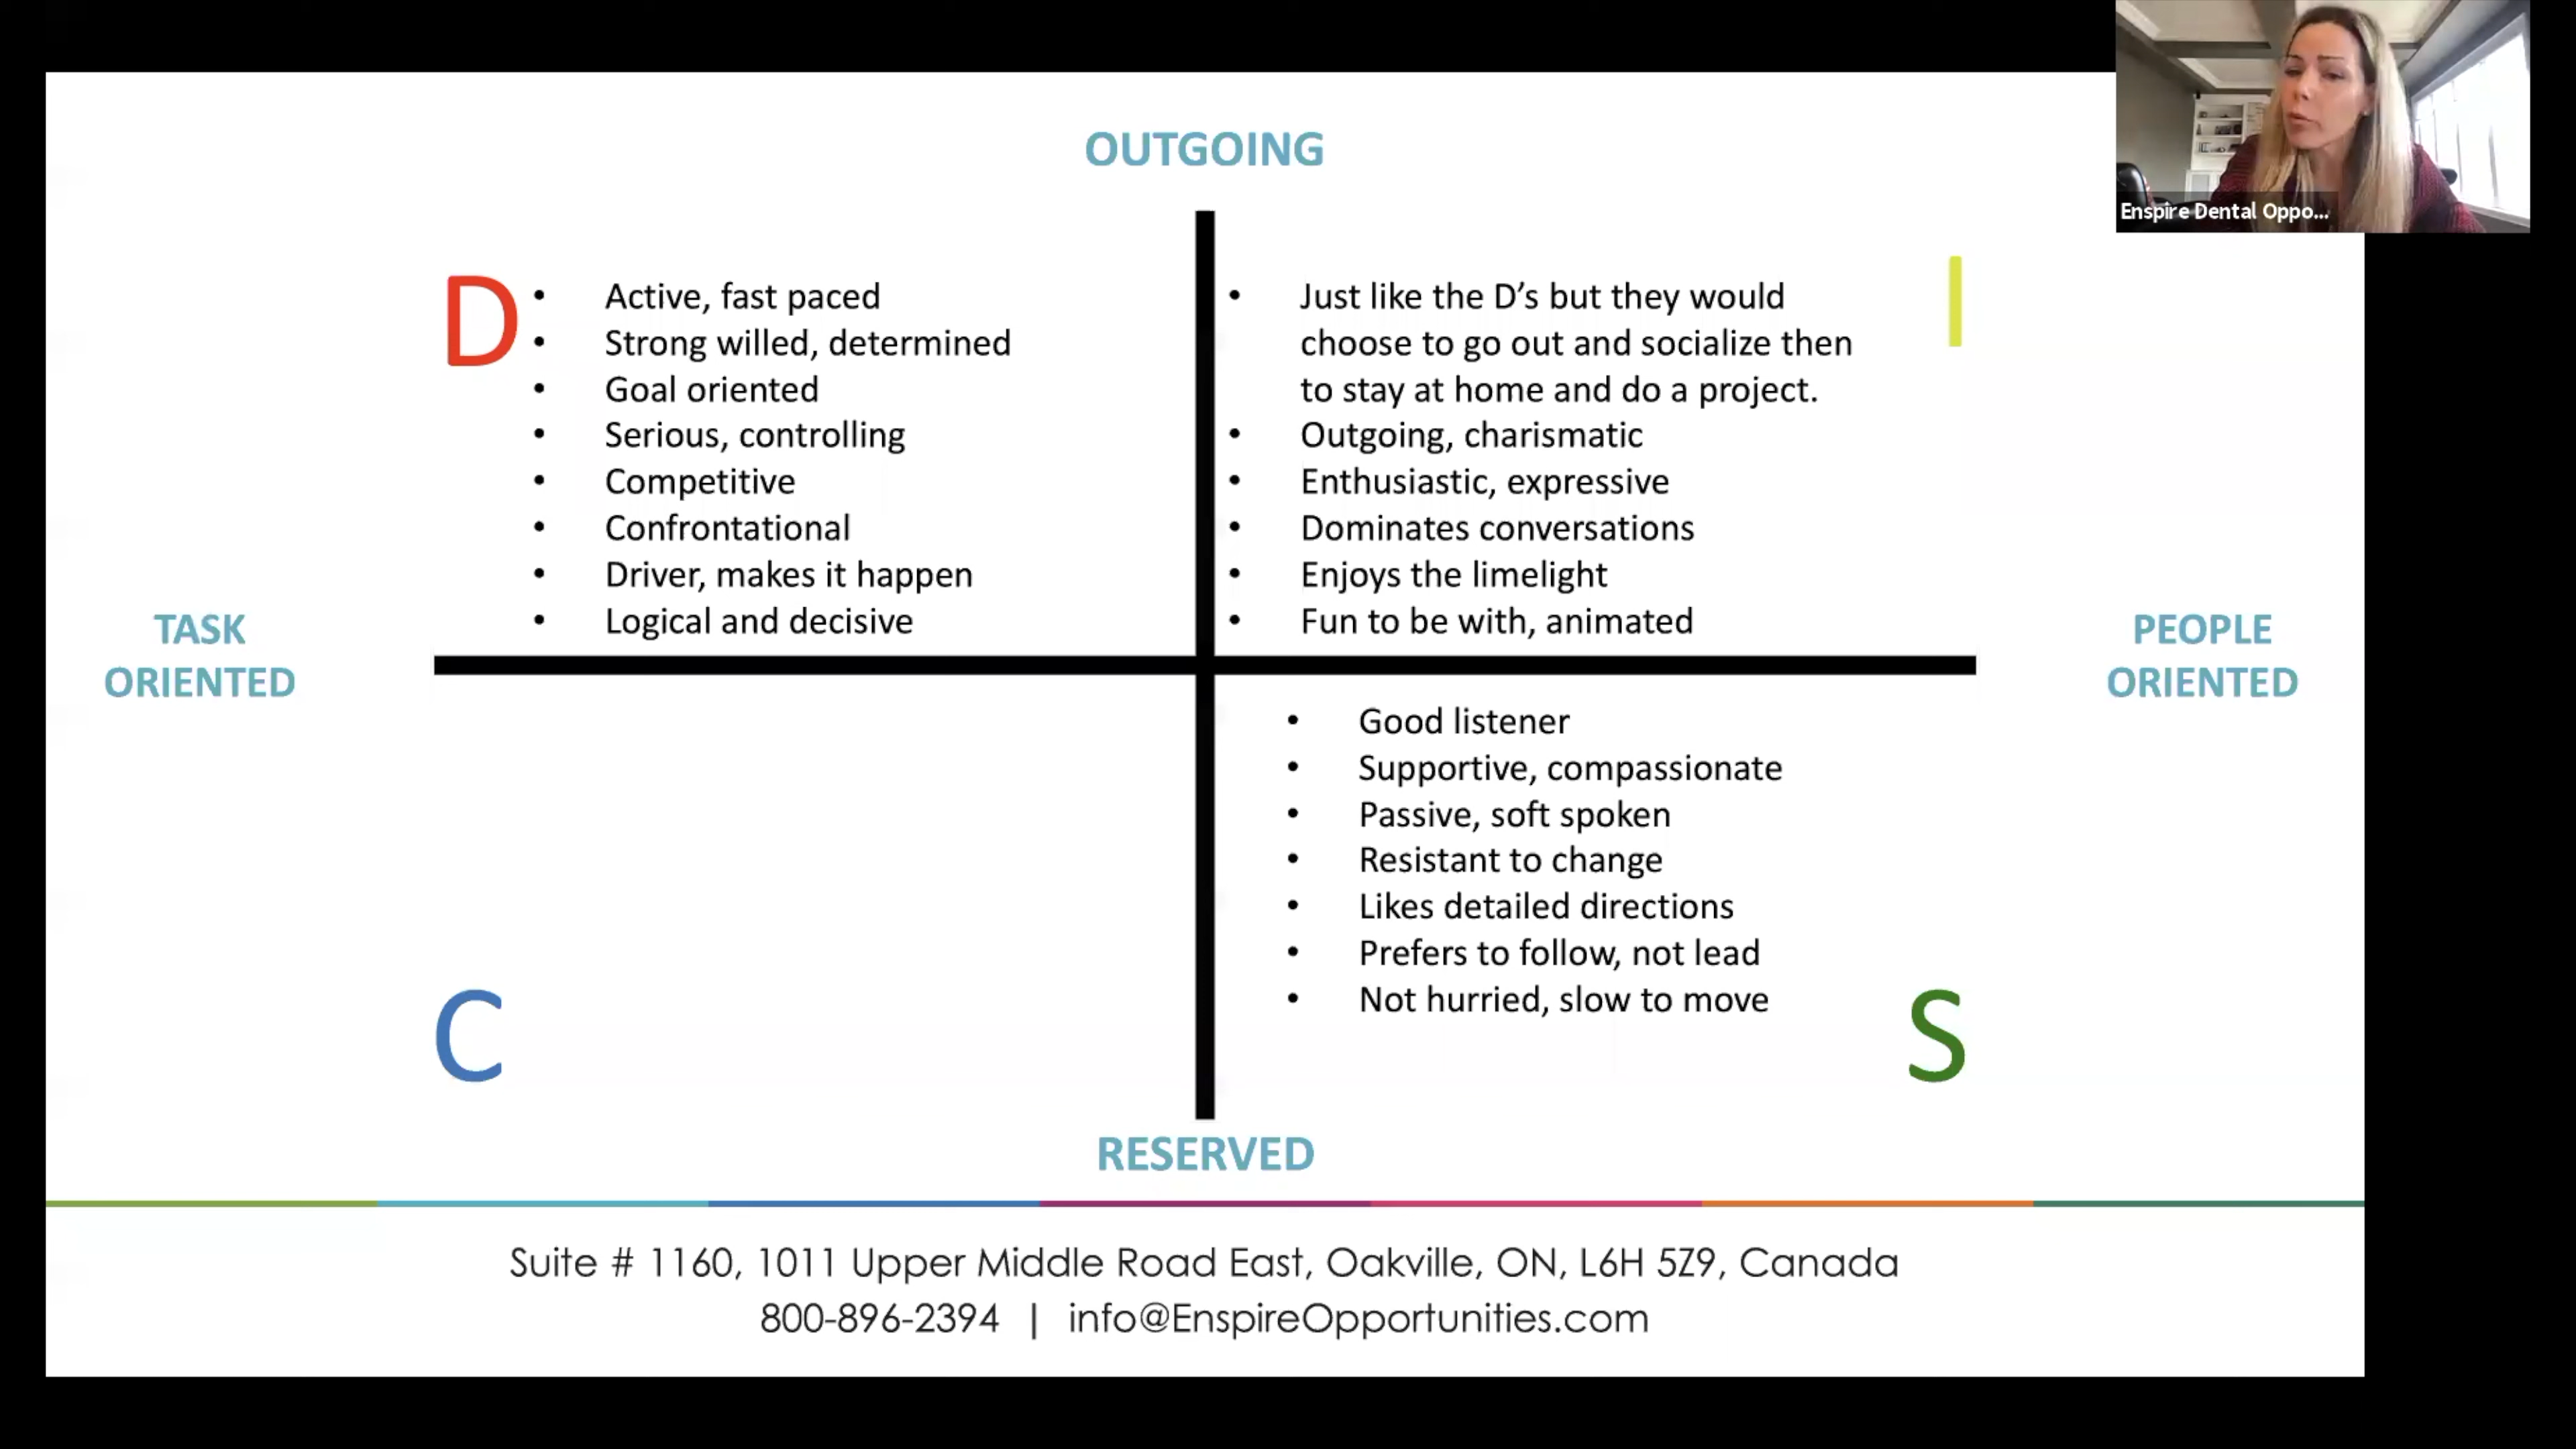 Enspire Dental Oppo...
OUTGOING
D
• Active, fast paced
• Strong willed, determined
• Goal oriented
• Serious, controlling
• Competitive
• Confrontational
• Driver, makes it happen
• Logical and decisive
I
• Just like the D’s but they would
choose to go out and socialize then
to stay at home and do a project.
• Outgoing, charismatic
• Enthusiastic, expressive
• Dominates conversations
• Enjoys the limelight
• Fun to be with, animated
TASK
ORIENTED
PEOPLE
ORIENTED
C
• Good listener
• Supportive, compassionate
• Passive, soft spoken
• Resistant to change
• Likes detailed directions
• Prefers to follow, not lead
• Not hurried, slow to move
S
RESERVED
Suite # 1160, 1011 Upper Middle Road East, Oakville, ON, L6H 5Z9, Canada
800-896-2394 | info@EnspireOpportunities.com